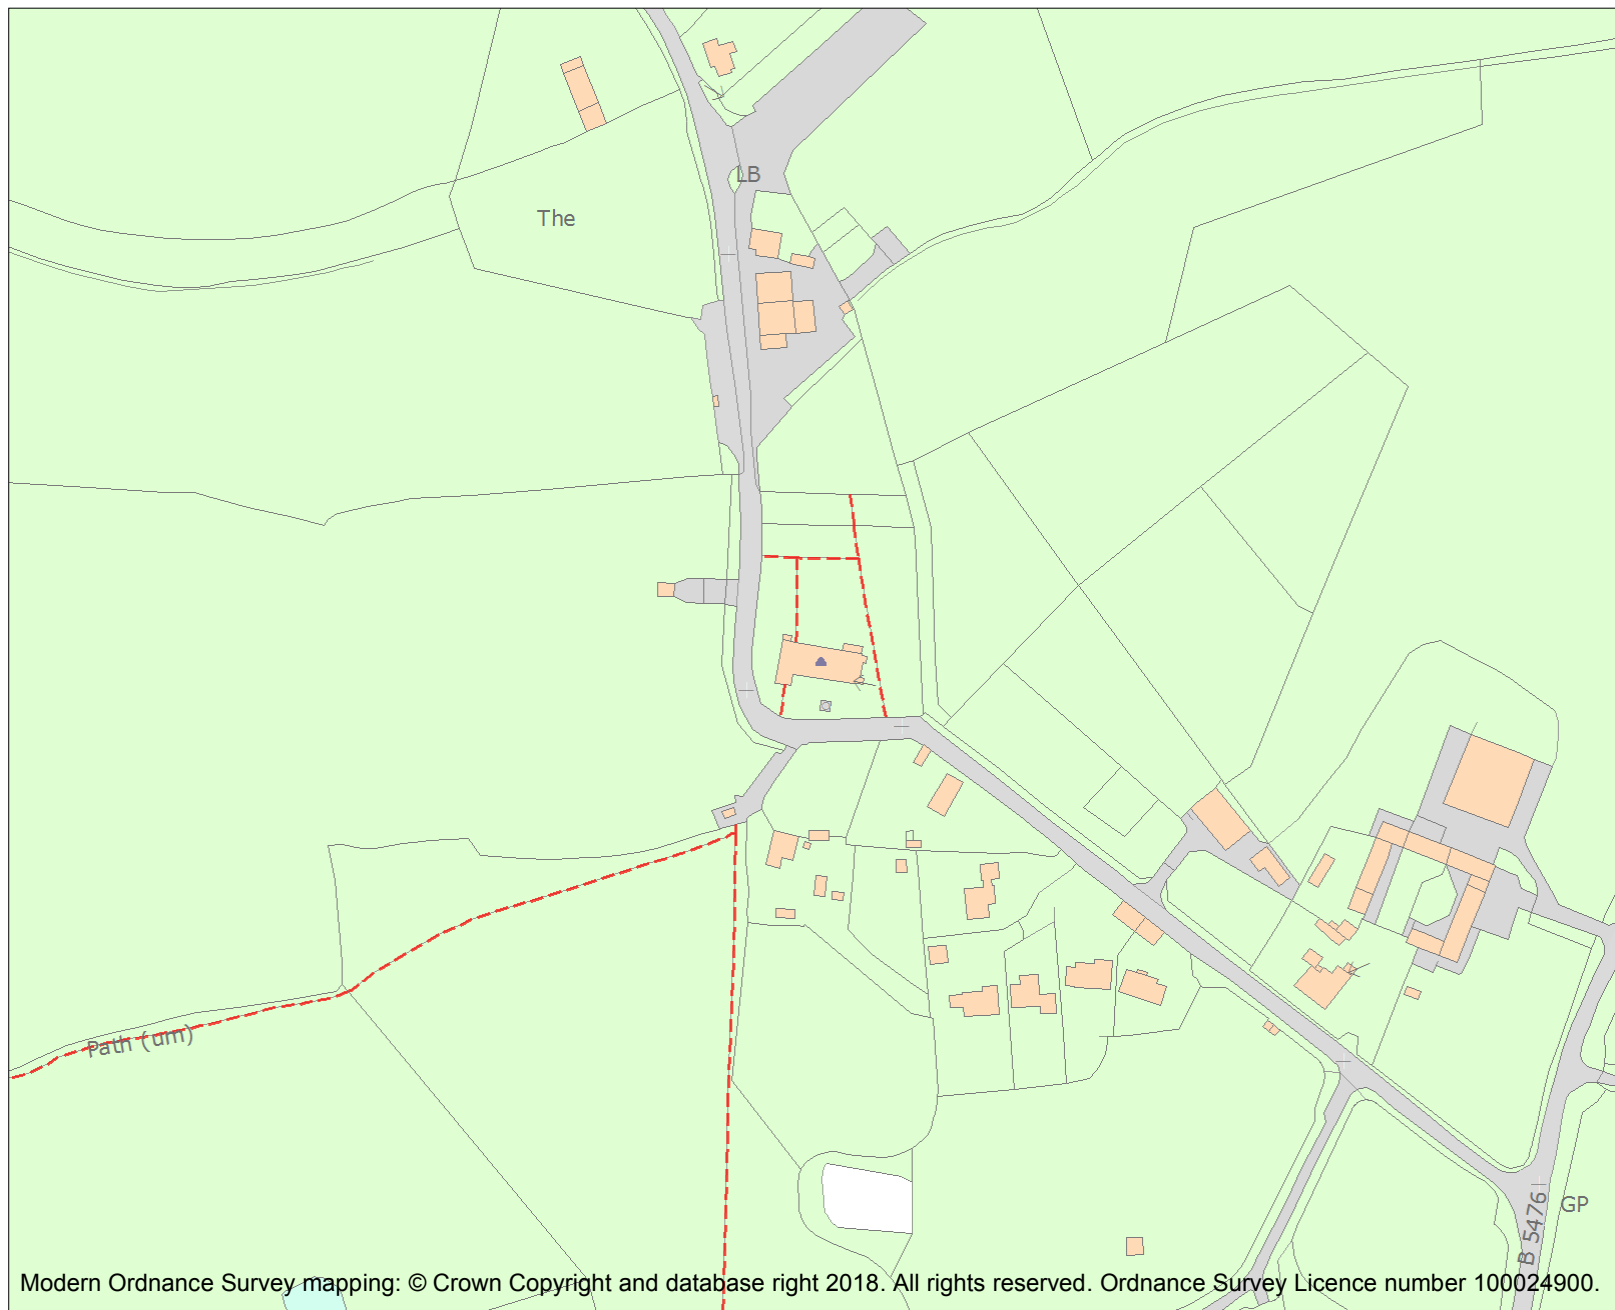 LB
The
Path (um)
B 5476
GP
Modern Ordnance Survey mapping: © Crown Copyright and database right 2018. All rights reserved. Ordnance Survey Licence number 100024900.